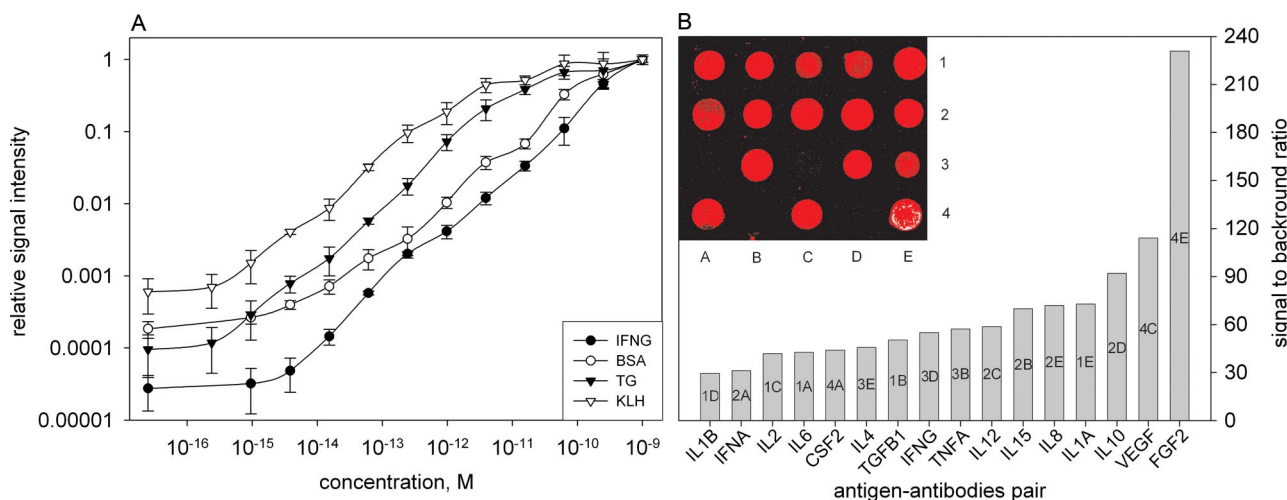 A
relative signal intensity
1
0.1
0.01
0.001
0.0001
0.00001
10-16 10-15 10-14 10-13 10-12 10-11 10-10 10-9
concentration, M
IFNG
BSA
TG
KLH
B
1
2
3
4
A B C D E
240
210
180
150
120
90
60
30
0
signal to backround ratio
1D 2A 1C 1A 4A 3E 1B 3D 3B 2C 2B 2E 1E 2D 4C 4E
IL1B IFNA IL2 IL6 CSF2 IL4 TGFB1 IFNG TNFA IL12 IL15 IL8 IL1A IL10 VEGF FGF2
antigen-antibodies pair